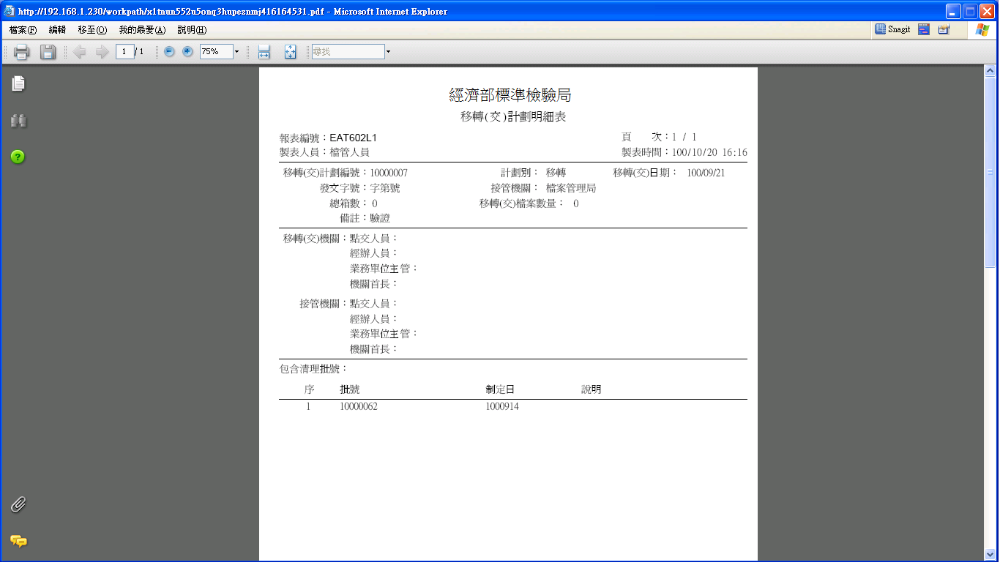 http://192.168.1.230/workpath/x1tnun552u5onq3hupeznmj416164531.pdf - Microsoft Internet Explorer
檔案(F) 編輯 移至(O) 我的最愛(A) 說明(H) Snagit
1 / 1 75% 尋找
經濟部標準檢驗局
移轉(交)計劃明細表
報表編號：EAT602L1 頁 次：1 / 1
製表人員：檔管人員 製表時間：100/10/20 16:16
移轉(交)計劃編號：10000007 計劃別： 移轉 移轉(交)日期： 100/09/21
發文字號：字第號 接管機關： 檔案管理局
總箱數： 0 移轉(交)檔案數量： 0
備註：驗證
移轉(交)機關：點交人員：
經辦人員：
業務單位主管：
機關首長：
接管機關：點交人員：
經辦人員：
業務單位主管：
機關首長：
包含清理批號：
序 批號 制定日 說明
1 10000062 1000914